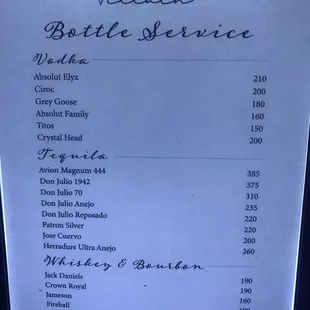 Bottle Service
Vodka
Absolut Elyx 210
Ciroc 200
Grey Goose 180
Absolut Family 160
Titos 150
Crystal Head 200
Tequila
Avion Magnum 444 385
Don Julio 1942 375
Don Julio 70 310
Don Julio Anejo 235
Don Julio Reposado 220
Patron Silver 220
Jose Cuervo 200
Herradure Ultra Anejo 260
Whiskey & Bourbon
Jack Daniels 190
Crown Royal 190
Jameson 160
Fireball